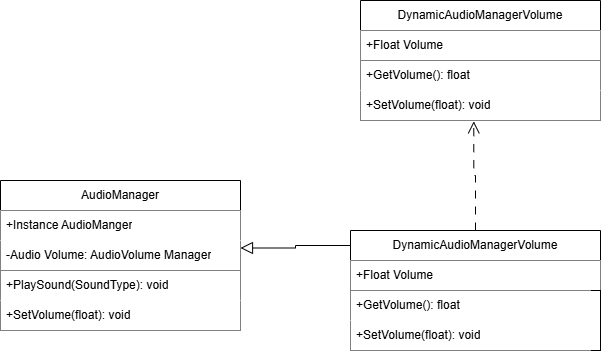 DynamicAudioManagerVolume
+Float Volume
+GetVolume(): float
+SetVolume(float): void
AudioManager
+Instance AudioManger
-Audio Volume: AudioVolume Manager
+PlaySound(SoundType): void
+SetVolume(float): void
DynamicAudioManagerVolume
+Float Volume
+GetVolume(): float
+SetVolume(float): void